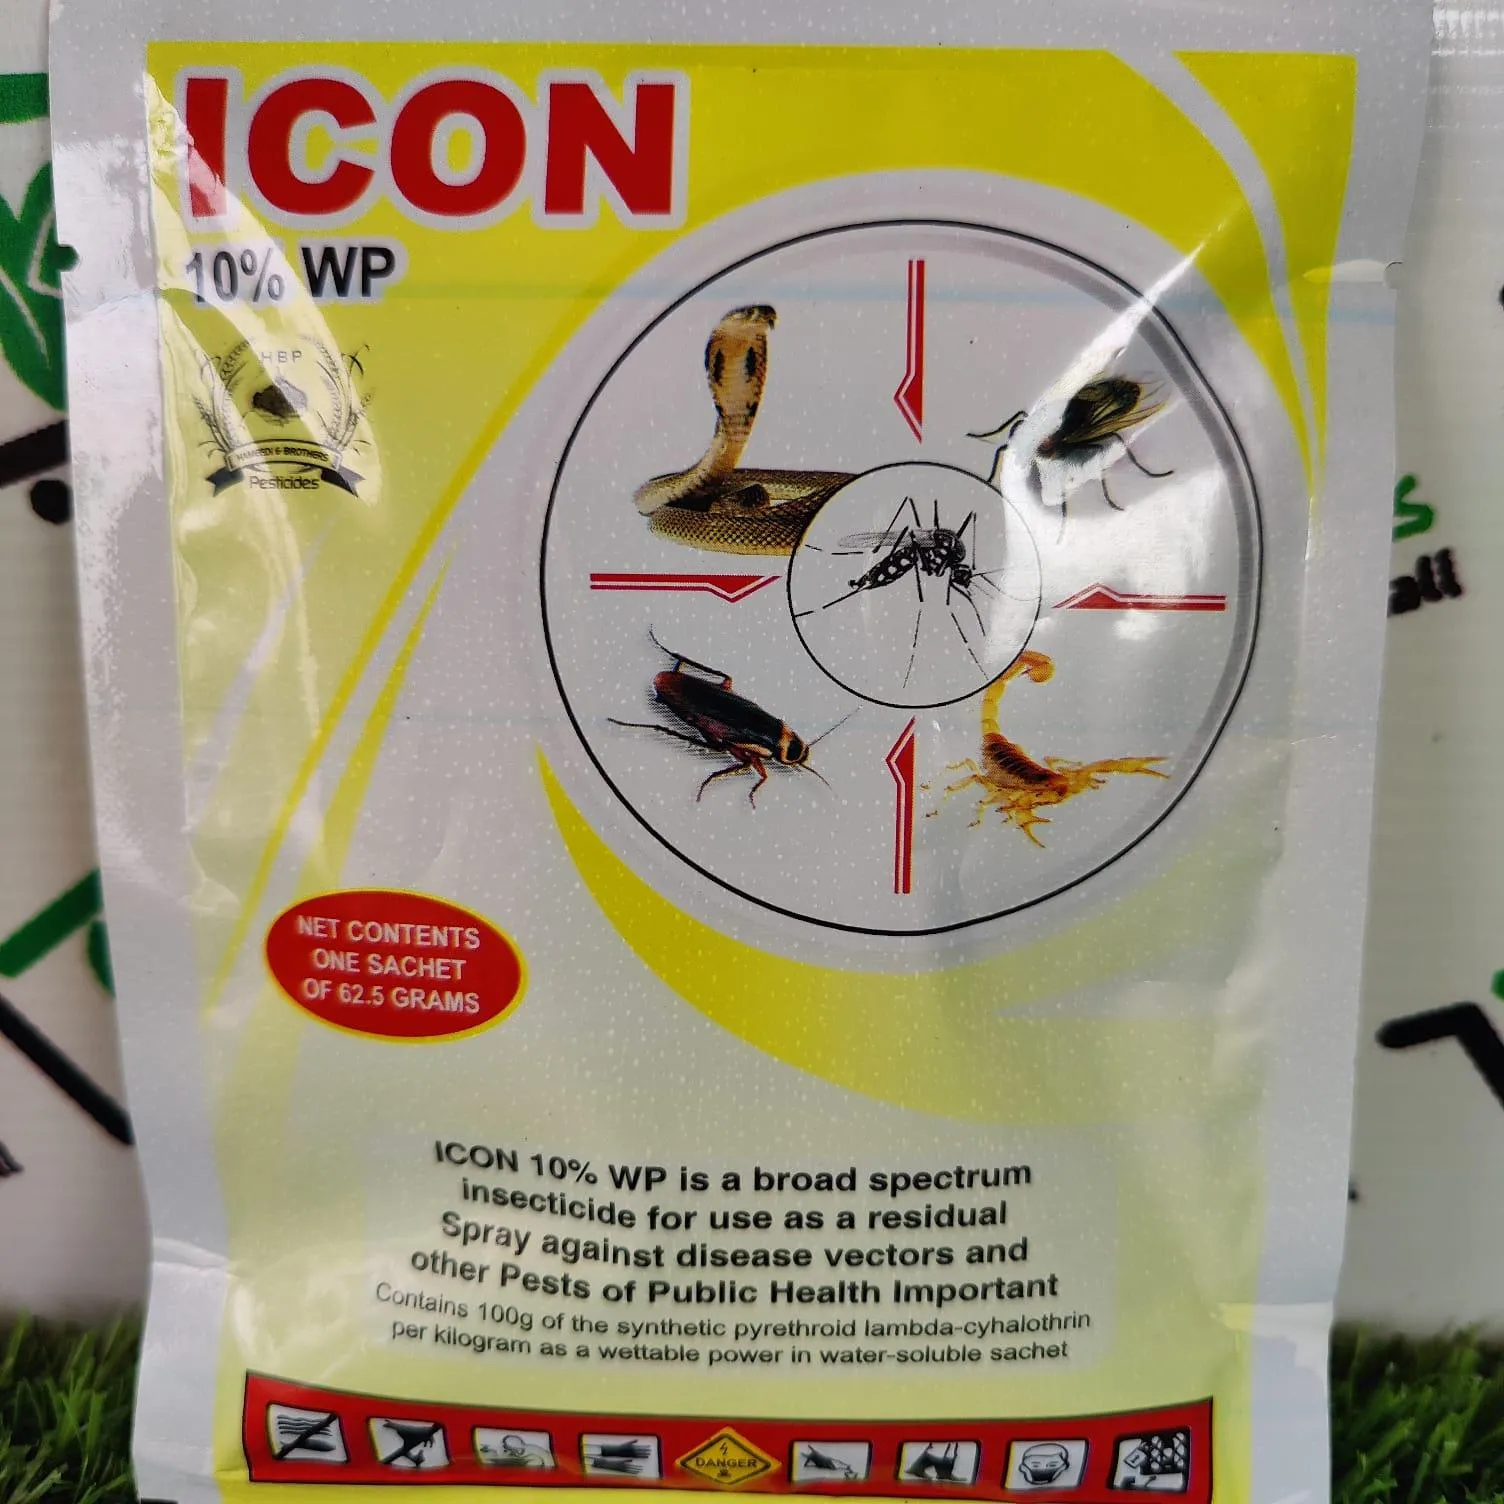 ICON
10% WP
HBP
Pesticides
NET CONTENTS
ONE SACHET
OF 62.5 GRAMS
ICON 10% WP is a broad spectrum
insecticide for use as a residual
Spray against disease vectors and
other Pests of Public Health Important
Contains 100g of the synthetic pyrethroid lambda-cyhalothrin
per kilogram as a wettable power in water-soluble sachet
DANGER